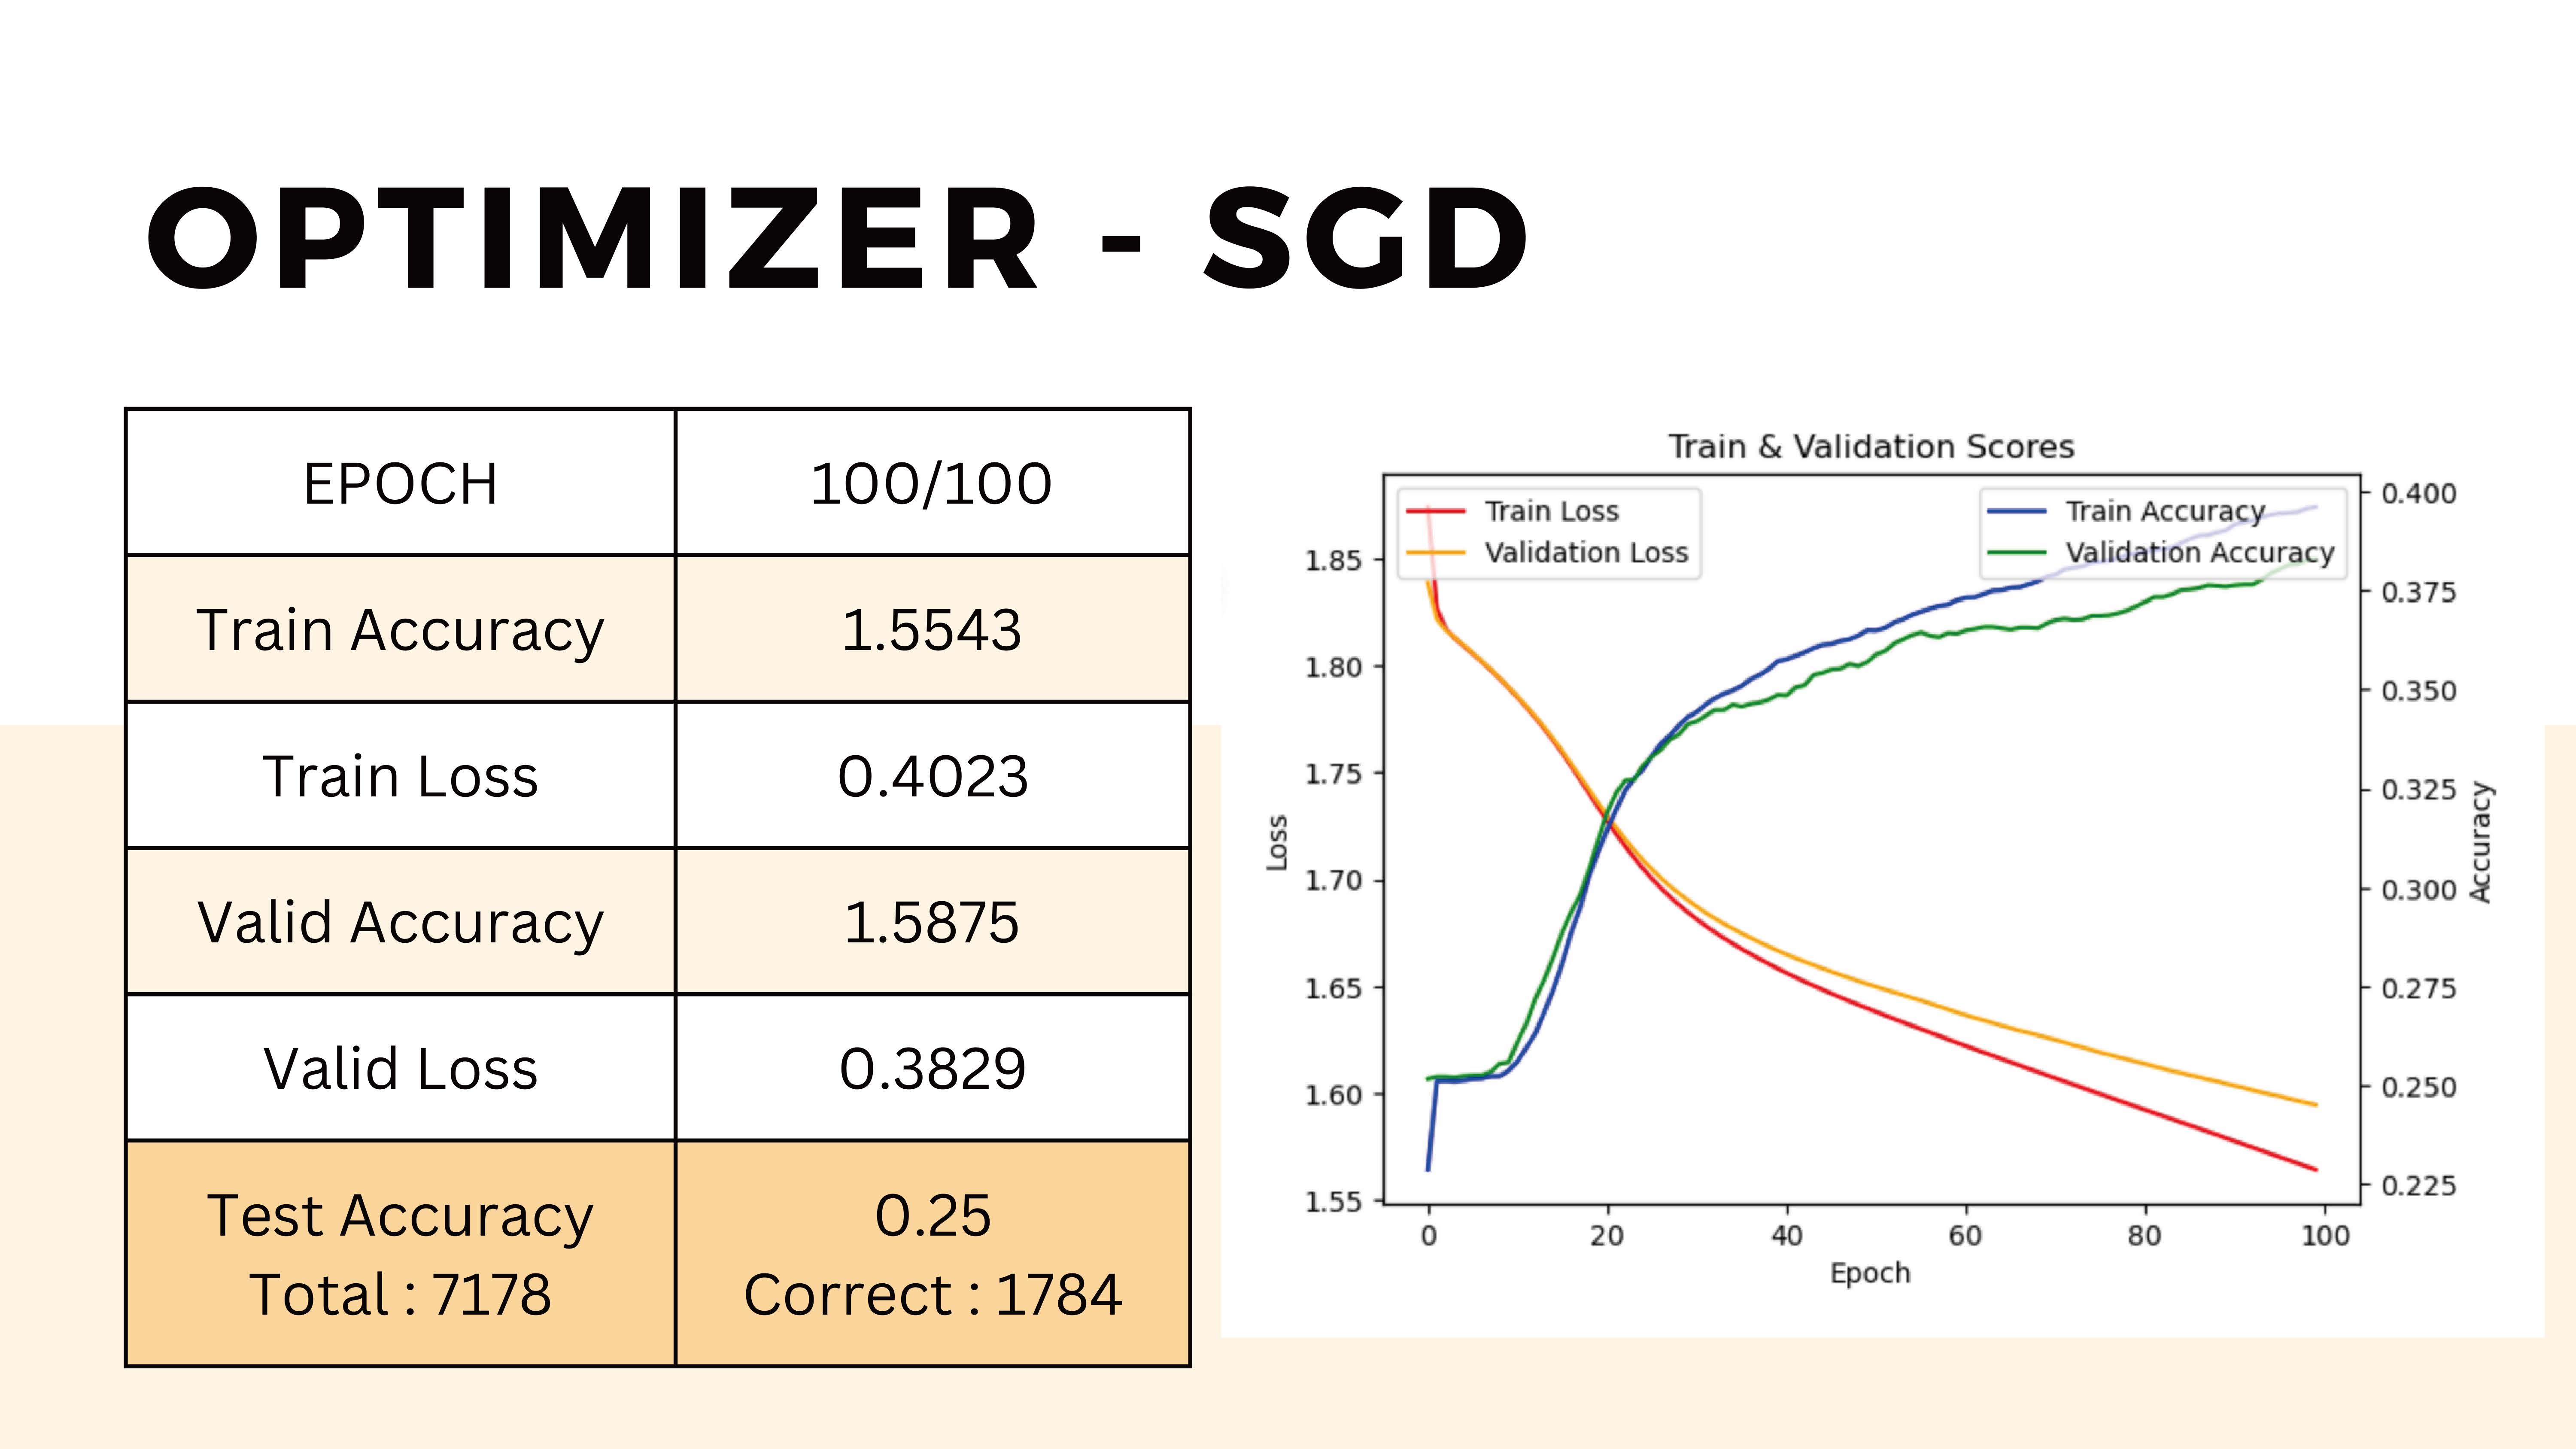 OPTIMIZER - SGD
EPOCH 100/100
Train Accuracy 1.5543
Train Loss 0.4023
Valid Accuracy 1.5875
Valid Loss 0.3829
Test Accuracy 0.25
Total : 7178 Correct : 1784
Train & Validation Scores
Train Loss
Validation Loss
Train Accuracy
Validation Accuracy
Loss
1.85
1.80
1.75
1.70
1.65
1.60
1.55
0.400
0.375
0.350
0.325
0.300
0.275
0.250
0.225
Accuracy
0 20 40 60 80 100
Epoch